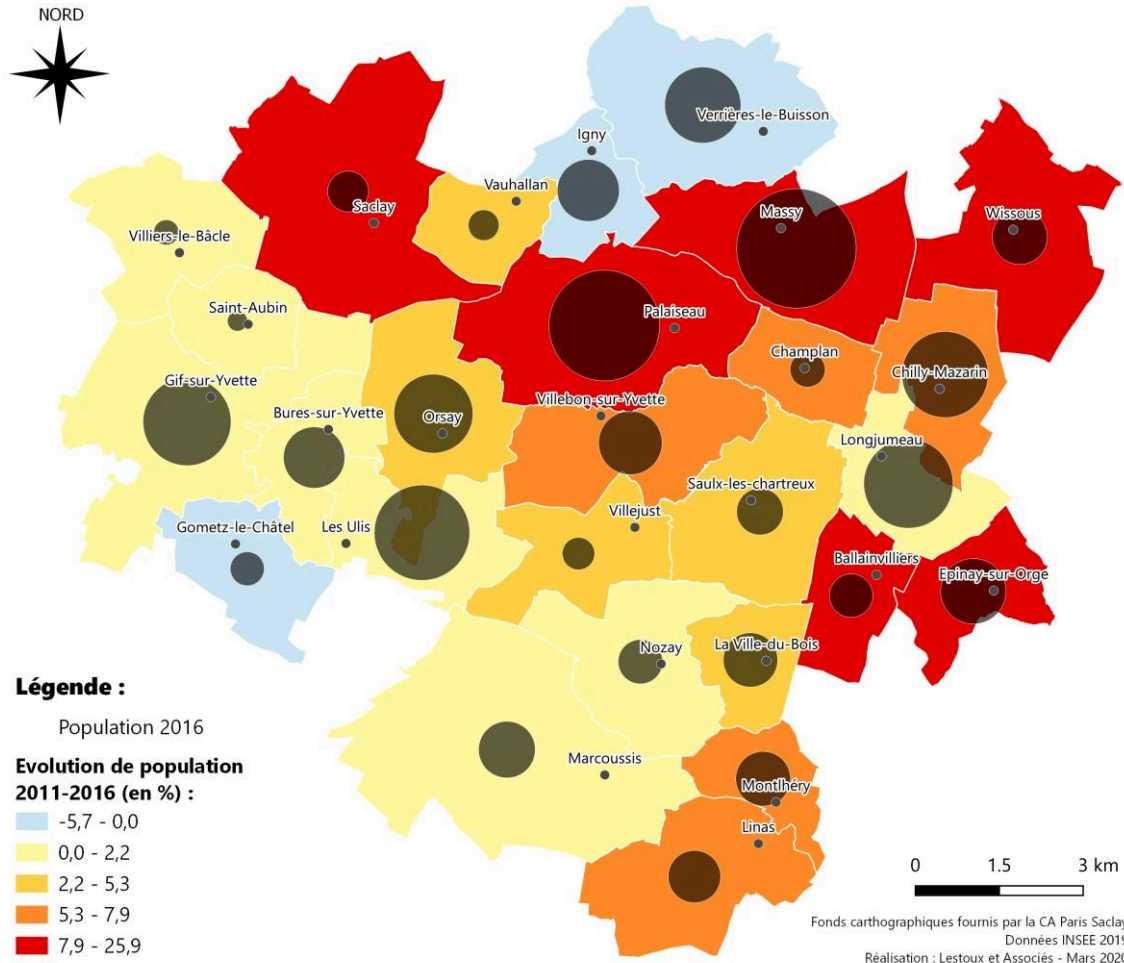 NORD
Verrières-le-Buisson
Igny
Vauhallan
Saclay
Massy
Wissous
Villiers-le-Bâcle
Saint-Aubin
Palaiseau
Champlan
Chilly-Mazarin
Gif-sur-Yvette
Bures-sur-Yvette
Orsay
Villebon-sur-Yvette
Longjumeau
Saulx-les-chartreux
Gometz-le-Châtel
Les Ulis
Villejust
Ballainvilliers
Epinay-sur-Orge
Nozay
La Ville-du-Bois
Marcoussis
Montlhéry
Linas
Légende :
Population 2016
Evolution de population
2011-2016 (en %) :
-5,7 - 0,0
0,0 - 2,2
2,2 - 5,3
5,3 - 7,9
7,9 - 25,9
0 1.5 3 km
Fonds cartographiques fournis par la CA Paris Saclay
Données INSEE 2019
Réalisation : Lestoux et Associés - Mars 2020